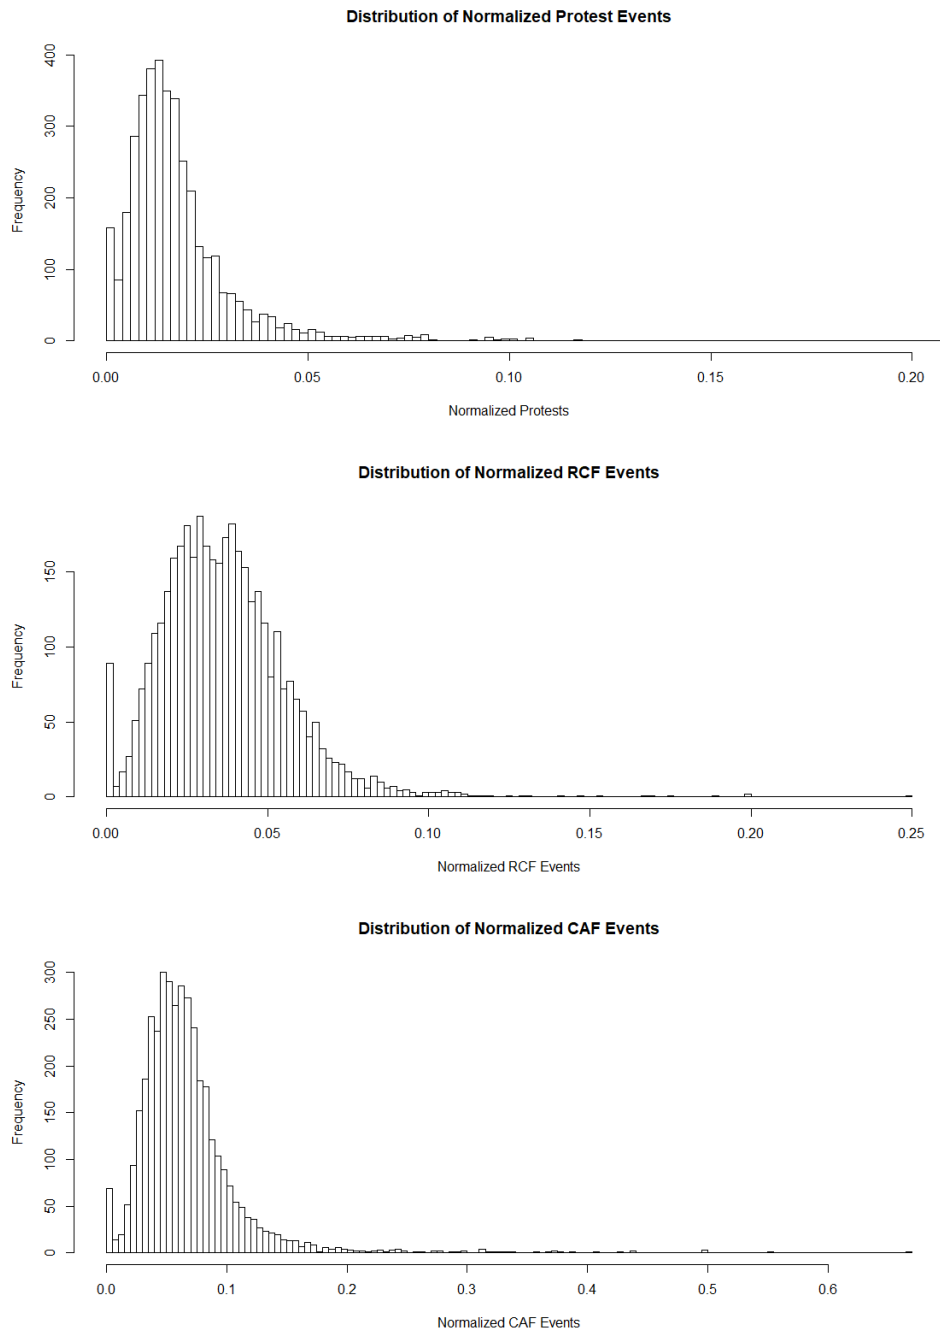 Distribution of Normalized Protest Events
400
300
200
100
0
Frequency
0.00 0.05 0.10 0.15 0.20
Normalized Protests
Distribution of Normalized RCF Events
150
100
50
0
Frequency
0.00 0.05 0.10 0.15 0.20 0.25
Normalized RCF Events
Distribution of Normalized CAF Events
300
250
200
150
100
50
0
Frequency
0.0 0.1 0.2 0.3 0.4 0.5 0.6
Normalized CAF Events